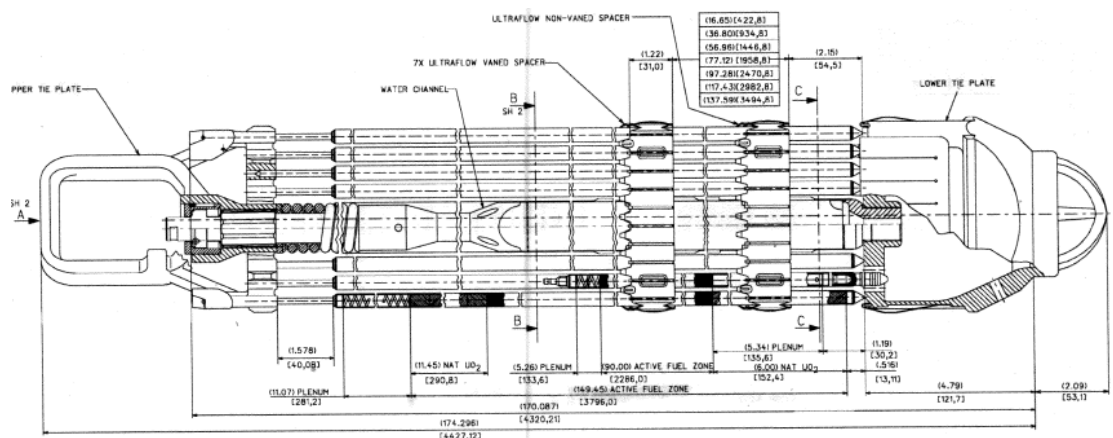 ULTRAFLOW NON-VANED SPACER
(16.65)[422,8]
(36.80)[934,8]
(56.96)[1446,8]
(77.12)[1958,8]
(97.28)[2470,8]
(117.43)[2982,8]
(137.59)[3494,8]
(1.22)
[31,0]
(2.15)
[54,5]
7X ULTRAFLOW VANED SPACER
PPER TIE PLATE
WATER CHANNEL
LOWER TIE PLATE
B
SH 2
C
SH 2
A
B
C
(1.578)
[40,08]
(11.45) NAT UO2
[290,8]
(5.26) PLENUM
[133,6]
(90.00) ACTIVE FUEL ZONE
[2286,0]
(5.34) PLENUM
[135,6]
(6.00) NAT UO2
[152,4]
(1.19)
[30,2]
(.516)
[13,11]
(11.07) PLENUM
[281,2]
(149.45) ACTIVE FUEL ZONE
[3796,0]
(4.79)
[121,7]
(2.09)
[53,1]
(170.087)
[4320,21]
(174.296)
[4427,12]